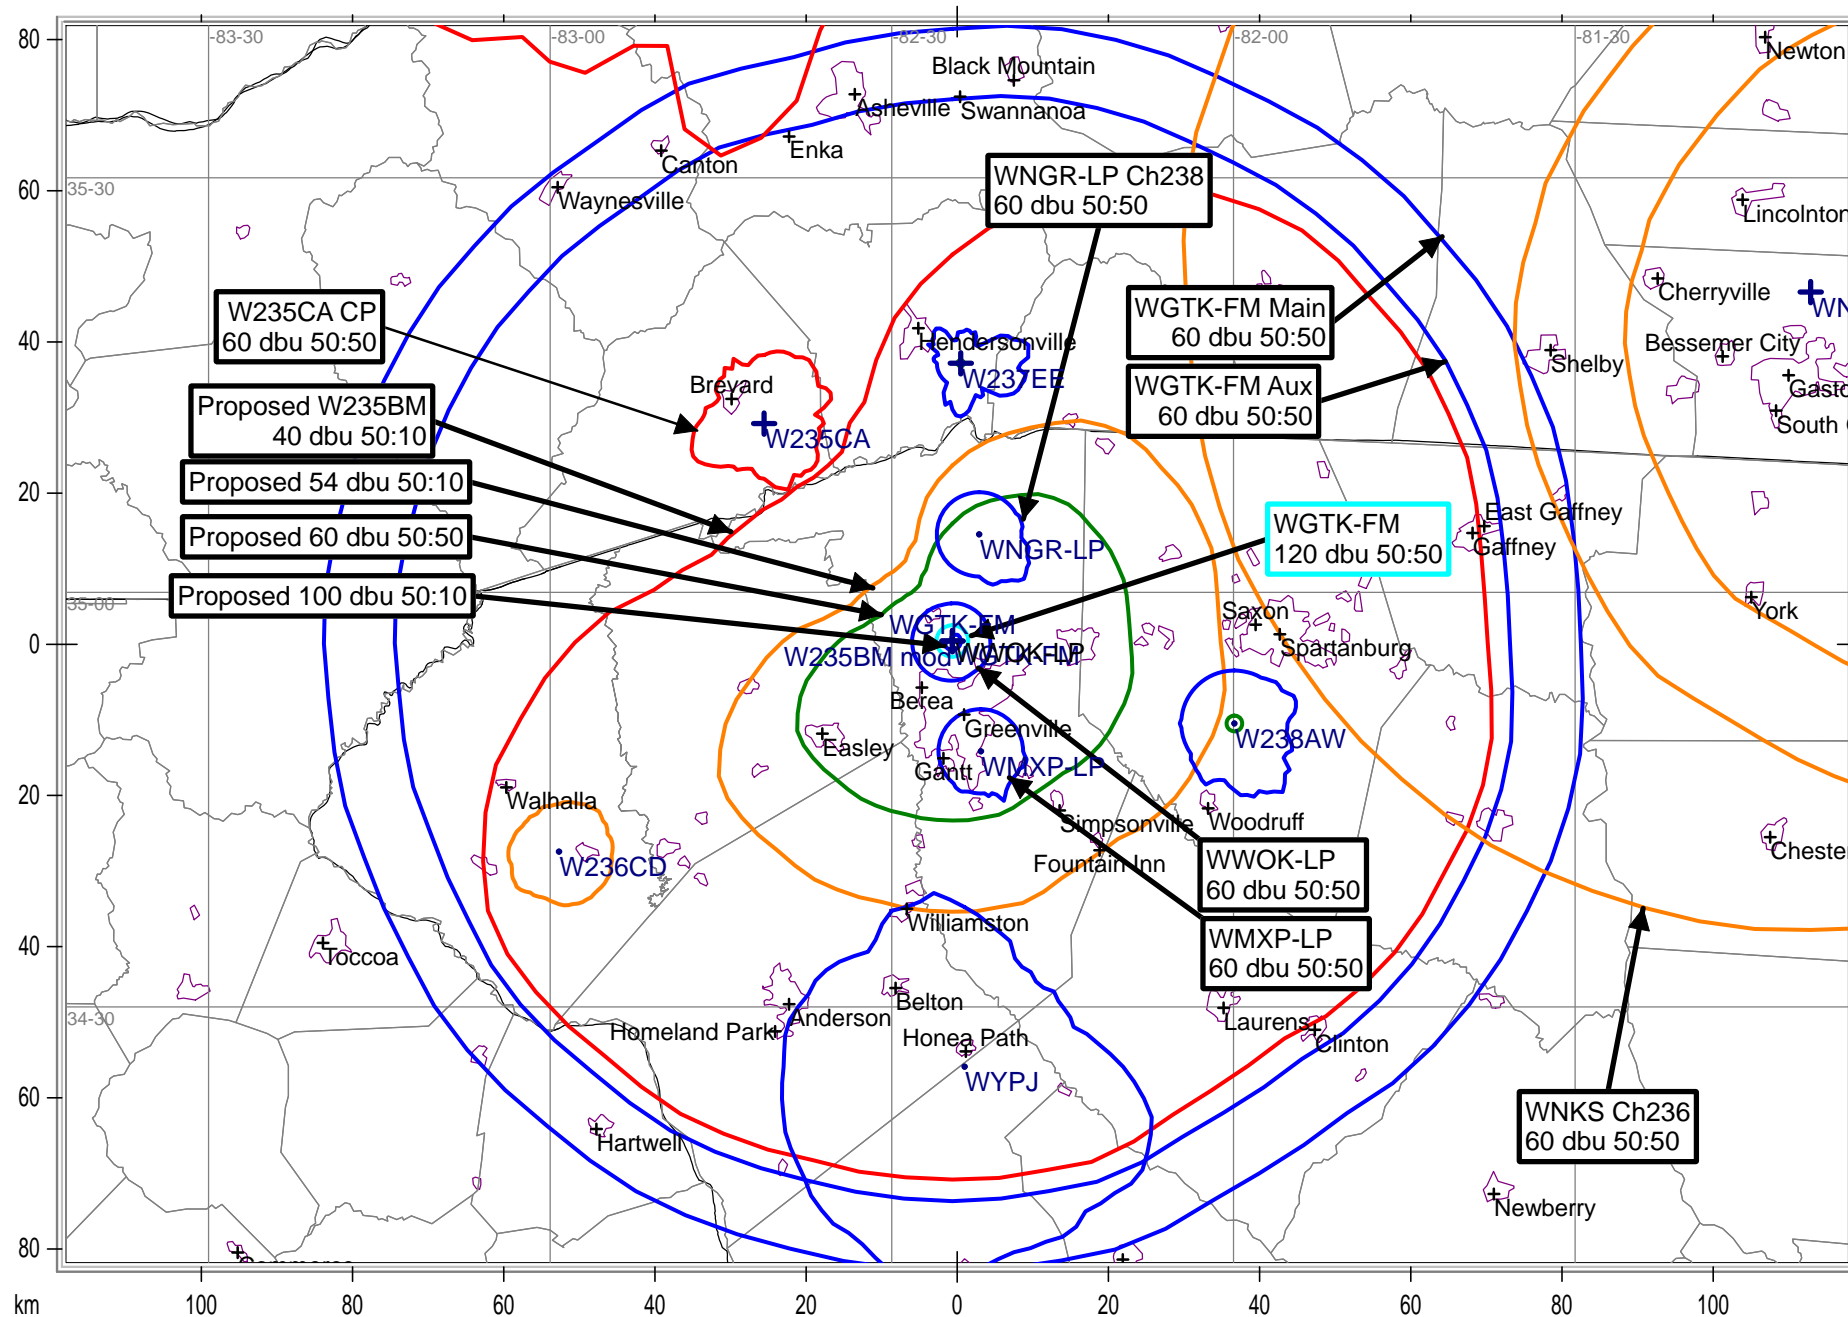 80
-83-30
-83-00
-82-30
-82-00
-81-30
Newton
Black Mountain
Asheville
Swannanoa
Enka
Canton
WNGR-LP Ch238
60 dbu 50:50
60
35-30
Waynesville
Lincolnton
W235CA CP
60 dbu 50:50
WGTK-FM Main
60 dbu 50:50
Cherryville
WN
40
Hendersonville
Bessemer City
Shelby
W237EE
WGTK-FM Aux
60 dbu 50:50
Brevard
Gasto
South
Proposed W235BM
40 dbu 50:10
W235CA
Proposed 54 dbu 50:10
20
WGTK-FM
120 dbu 50:50
East Gaffney
Gaffney
Proposed 60 dbu 50:50
WNGR-LP
Proposed 100 dbu 50:10
35-00
Saxon
York
WGTK-FM
Spartanburg
0
W235BM mod
WWOK-LP
WGTK-FM
Berea
Greenville
Easley
W238AW
Gantt
WMXP-LP
20
Walhalla
Simpsonville
Woodruff
Fountain Inn
Chester
W236CD
WWOK-LP
60 dbu 50:50
Williamston
WMXP-LP
60 dbu 50:50
40
Toccoa
Belton
34-30
Anderson
Laurens
Homeland Park
Honea Path
Clinton
WYPJ
60
WNKS Ch236
60 dbu 50:50
Hartwell
Newberry
80
km
100
80
60
40
20
0
20
40
60
80
100